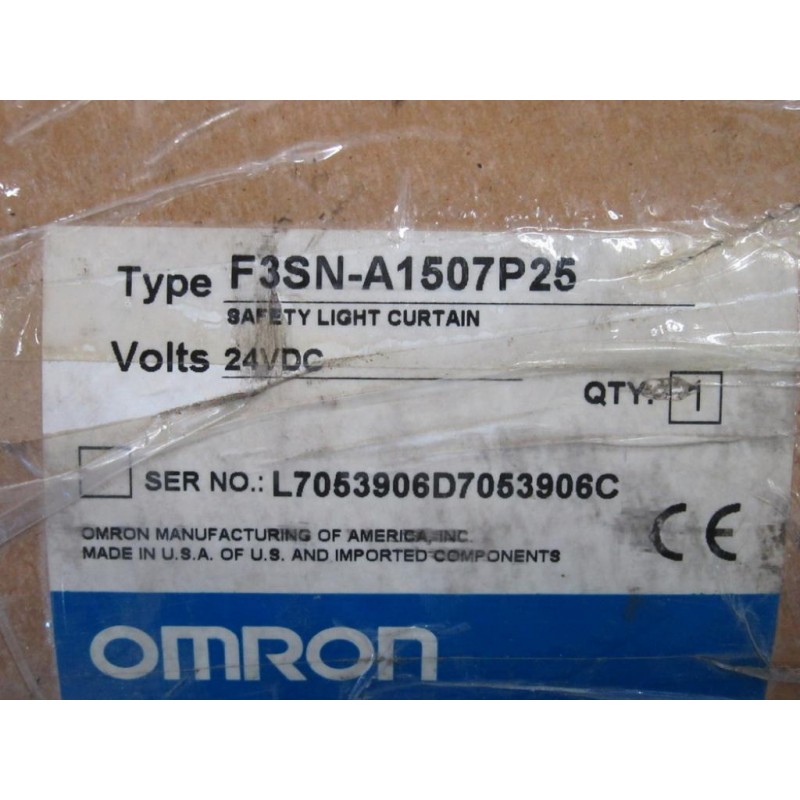 Type F3SN-A1507P25
SAFETY LIGHT CURTAIN
Volts 24VDC
QTY. 1
SER NO.: L7053906D7053906C
OMRON MANUFACTURING OF AMERICA, INC.
MADE IN U.S.A. OF U.S. AND IMPORTED COMPONENTS
CE
OMRON